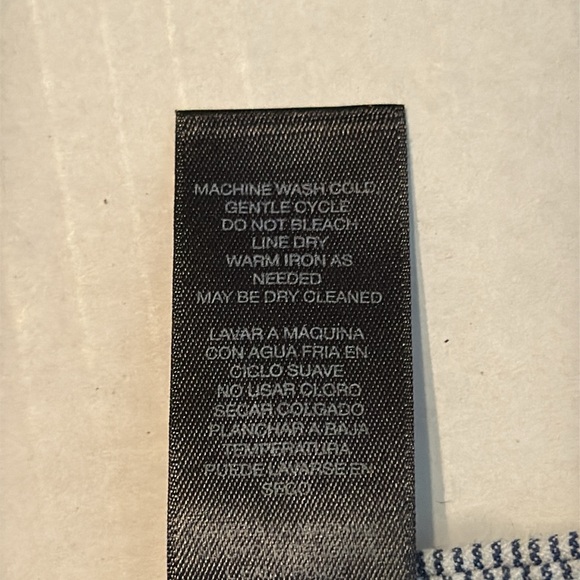 MACHINE WASH COLD,
GENTLE CYCLE
DO NOT BLEACH
LINE DRY
WARM IRON AS
NEEDED
MAY BE DRY CLEANED
LAVAR A MÁQUINA
CON AGUA FRIA EN
CICLO SUAVE
NO USAR CLORO
SECAR COLGADO
PLANCHAR A BAJA
TEMPERATURA
PUEDE LAVARSE EN
SECO